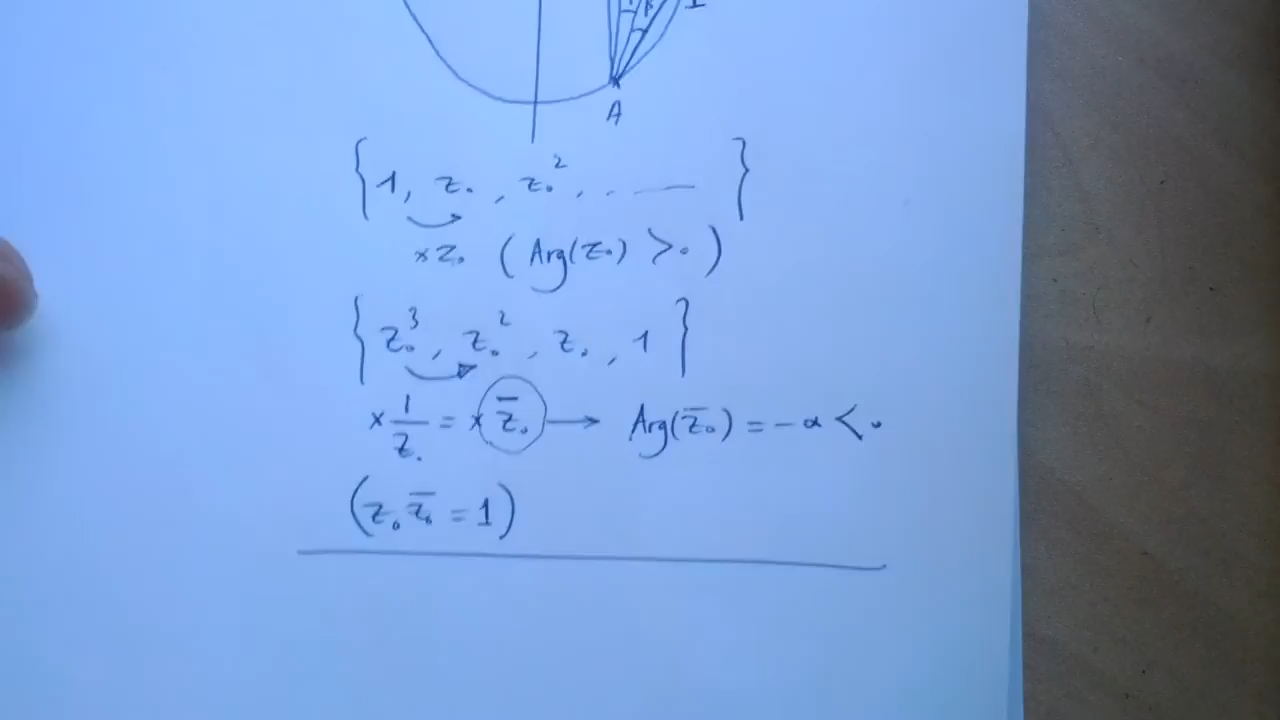 A
{ 1, z₀, z₀², . — }
×z₀ ( Arg(z₀) > 0 )
{ z₀³, z₀², z₀, 1 }
× 1/z₀ = × z̄₀ → Arg(z̄₀) = -α < 0
(z₀ z̄₀ = 1)